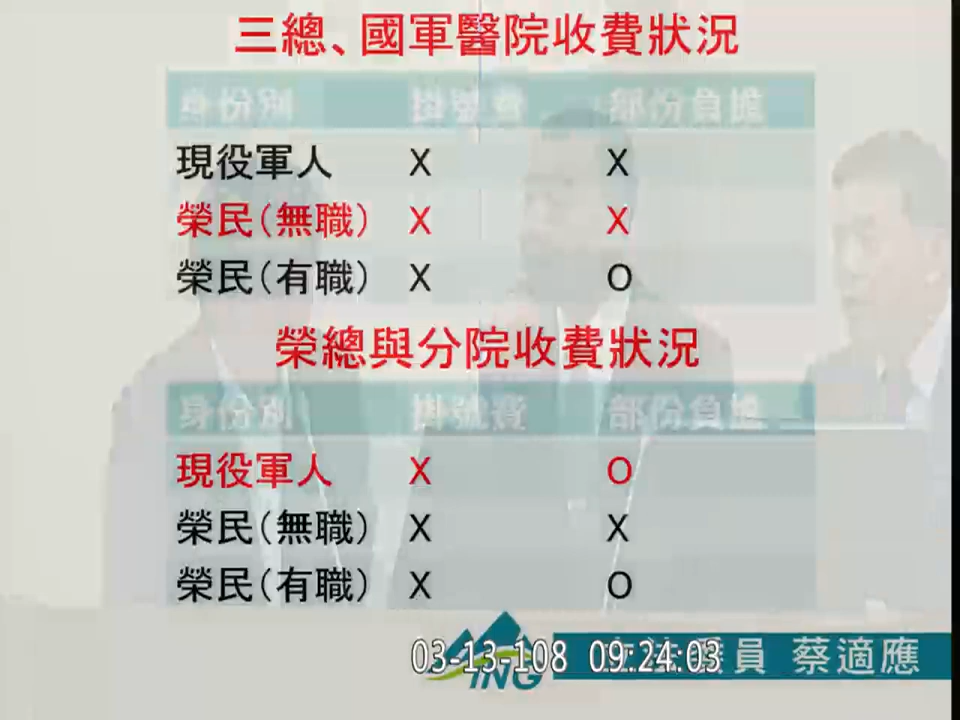 三總、國軍醫院收費狀況
身份別 掛號費 部份負擔
現役軍人 X X
榮民(無職) X X
榮民(有職) X O
榮總與分院收費狀況
身份別 掛號費 部份負擔
現役軍人 X O
榮民(無職) X X
榮民(有職) X O
03-13-108 09:24:03
委員 蔡適應
ING